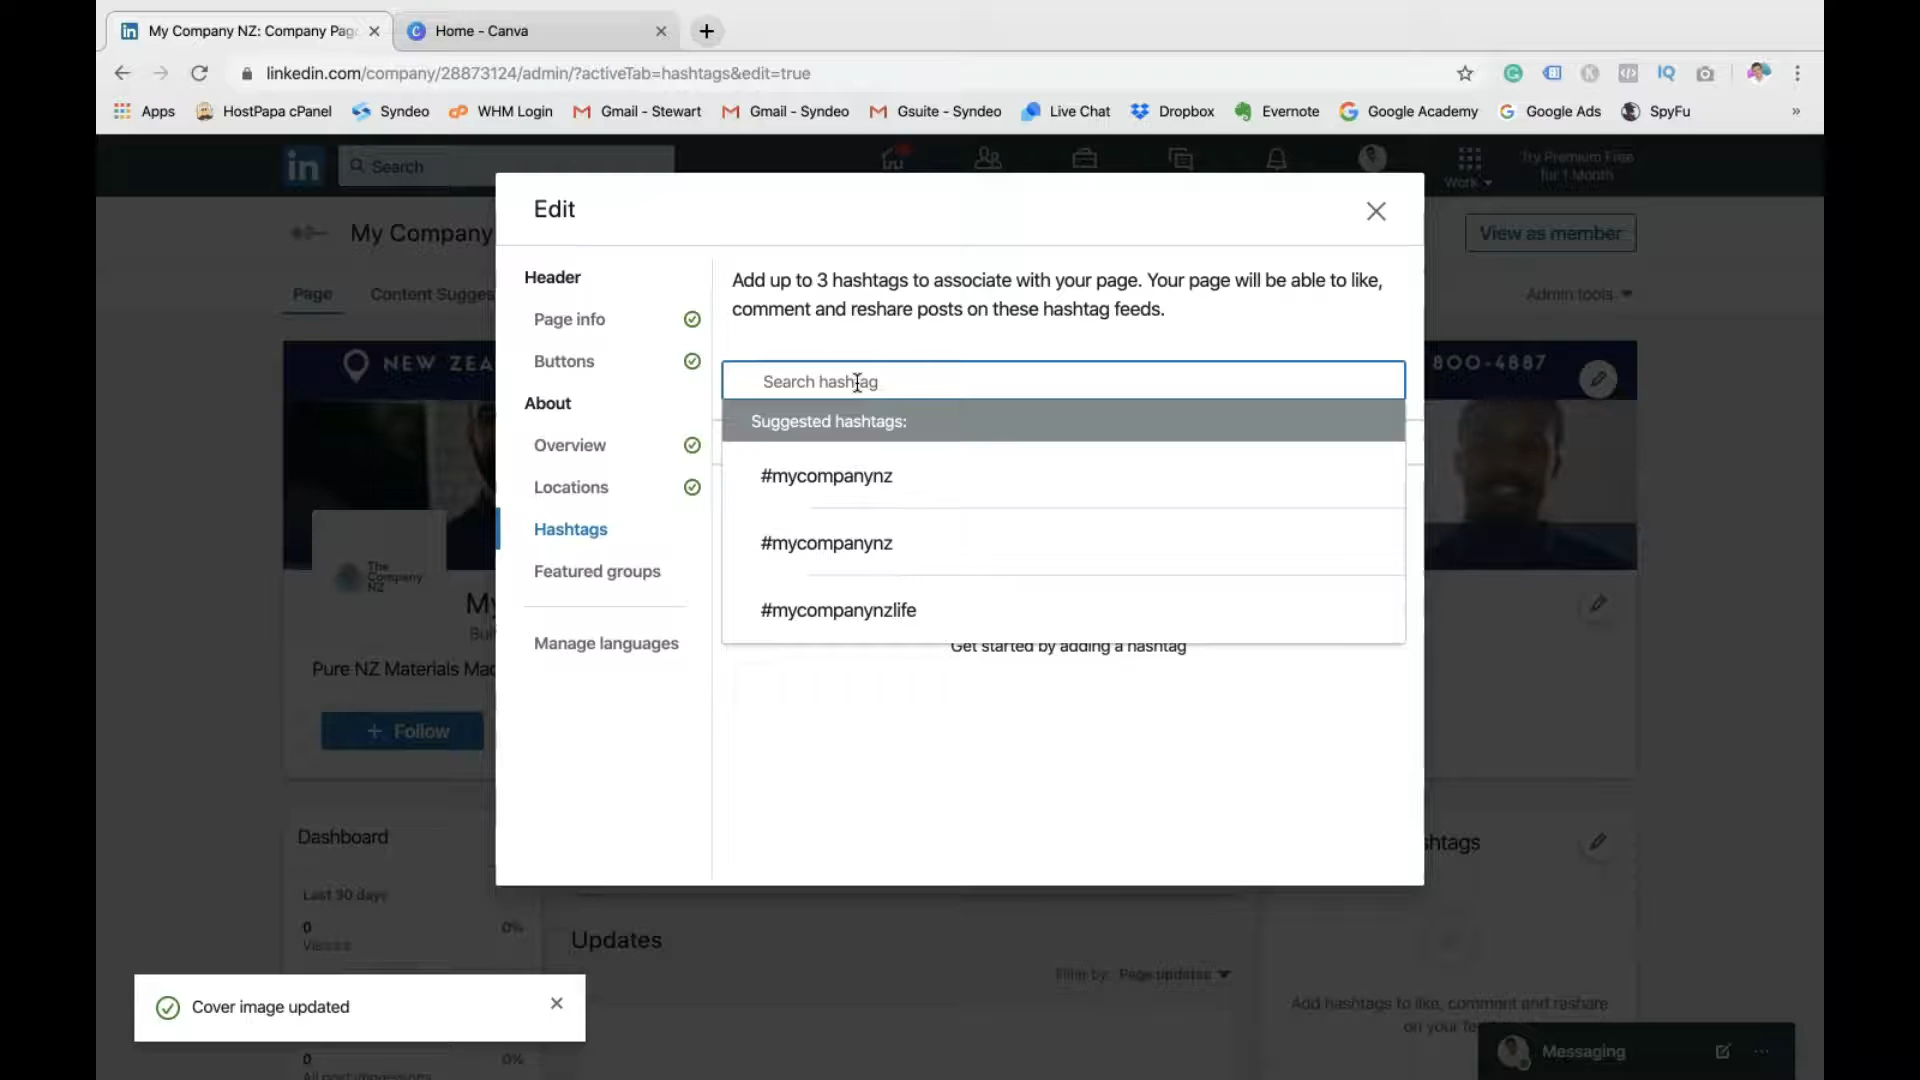 My Company NZ: Company Pag
Home - Canva
linkedin.com/company/28873124/admin/?activeTab=hashtags&edit=true
Apps HostPapa cPanel Syndeo WHM Login Gmail - Stewart Gmail - Syndeo Gsuite - Syndeo Live Chat Dropbox Evernote Google Academy Google Ads SpyFu »
in Search
Work
Try Premium Free
for 1 Month
My Company
View as member
Page Content Sugges
Admin tools
NEW ZEA
800-4887
The
Company
NZ
My
Pure NZ Materials Mad
+ Follow
Edit
Header
Page info
Buttons
About
Overview
Locations
Hashtags
Featured groups
Manage languages
Add up to 3 hashtags to associate with your page. Your page will be able to like,
comment and reshare posts on these hashtag feeds.
Search hashtag
Suggested hashtags:
#mycompanynz
#mycompanynz
#mycompanynzlife
Get started by adding a hashtag
Dashboard
Last 30 days
0 0%
Views
0 0%
All post impressions
Updates
Filter by: Page updates
shtags
Add hashtags to like, comment and reshare
on your fe
Cover image updated
Messaging